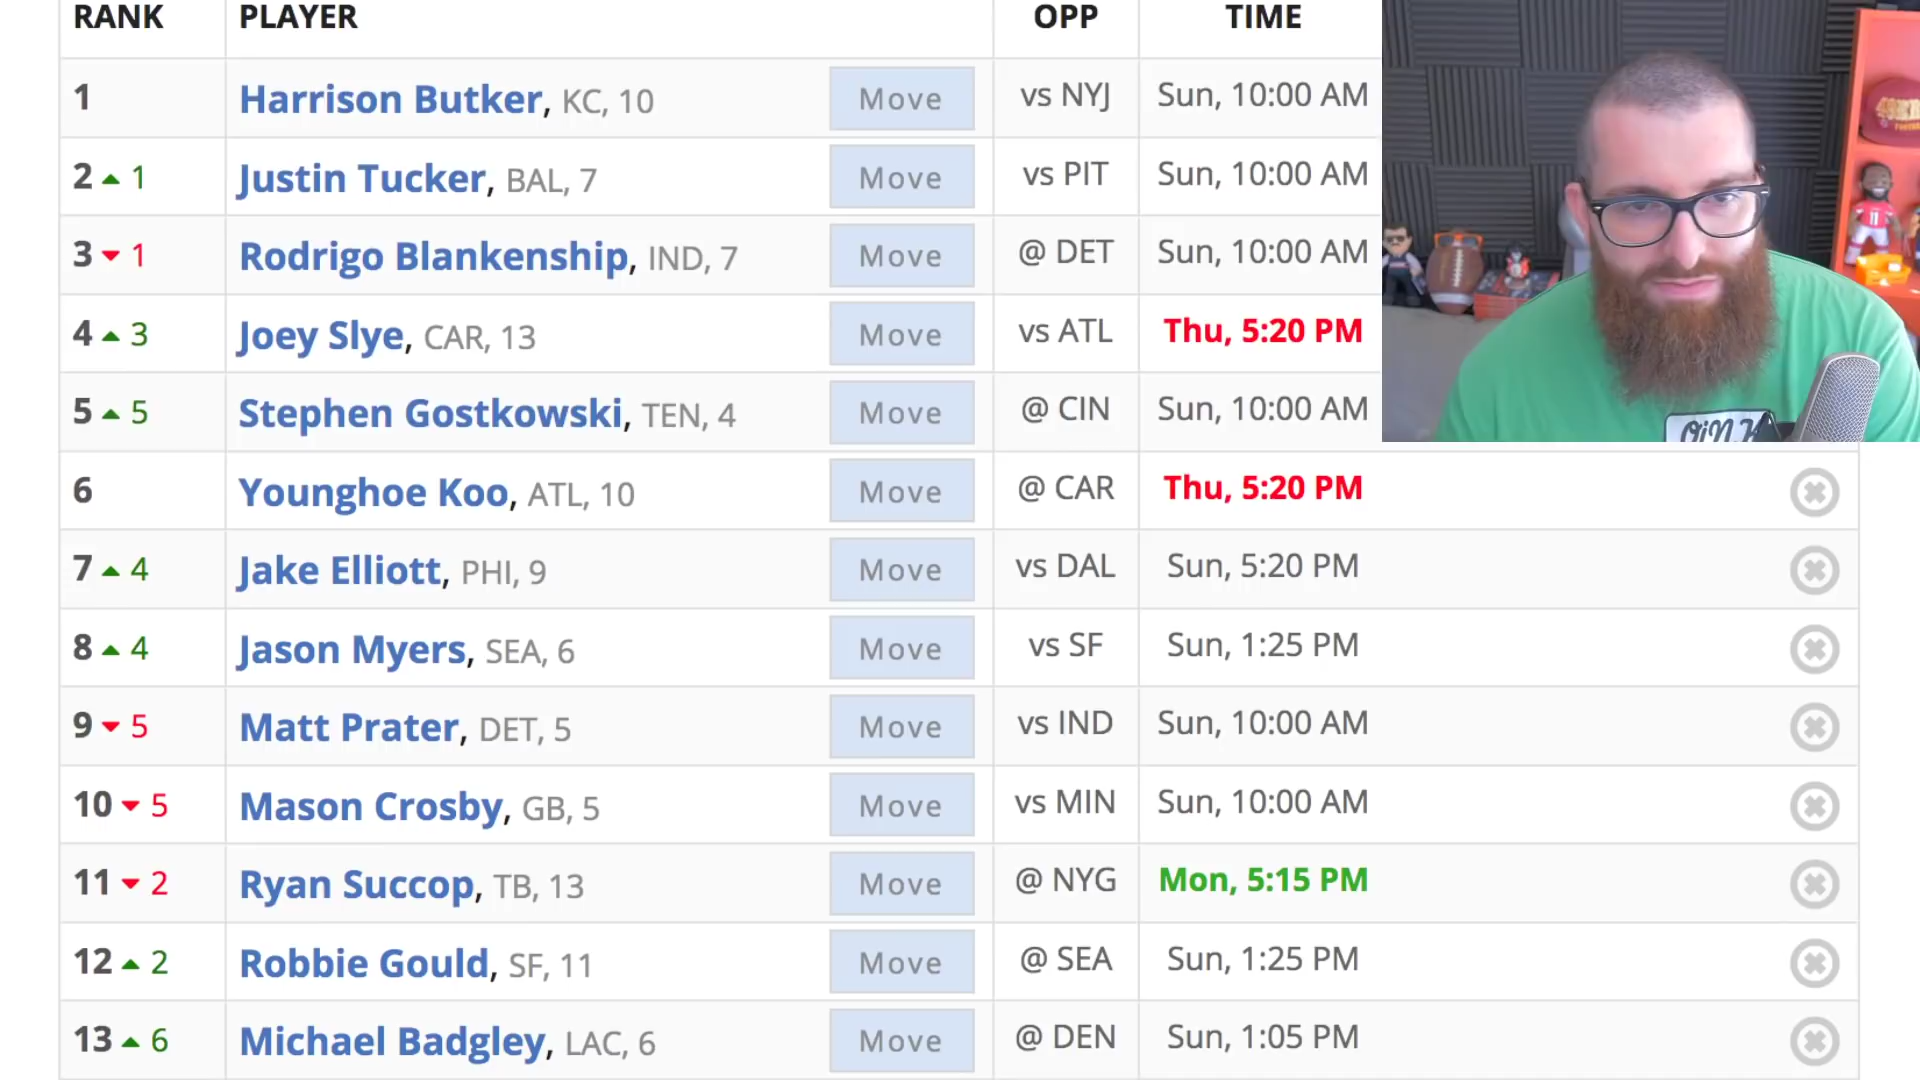 RANK PLAYER OPP TIME
1 Harrison Butker, KC, 10 Move vs NYJ Sun, 10:00 AM
2 ▲ 1 Justin Tucker, BAL, 7 Move vs PIT Sun, 10:00 AM
3 ▼ 1 Rodrigo Blankenship, IND, 7 Move @ DET Sun, 10:00 AM
4 ▲ 3 Joey Slye, CAR, 13 Move vs ATL Thu, 5:20 PM
5 ▲ 5 Stephen Gostkowski, TEN, 4 Move @ CIN Sun, 10:00 AM
6 Younghoe Koo, ATL, 10 Move @ CAR Thu, 5:20 PM
7 ▲ 4 Jake Elliott, PHI, 9 Move vs DAL Sun, 5:20 PM
8 ▲ 4 Jason Myers, SEA, 6 Move vs SF Sun, 1:25 PM
9 ▼ 5 Matt Prater, DET, 5 Move vs IND Sun, 10:00 AM
10 ▼ 5 Mason Crosby, GB, 5 Move vs MIN Sun, 10:00 AM
11 ▼ 2 Ryan Succop, TB, 13 Move @ NYG Mon, 5:15 PM
12 ▲ 2 Robbie Gould, SF, 11 Move @ SEA Sun, 1:25 PM
13 ▲ 6 Michael Badgley, LAC, 6 Move @ DEN Sun, 1:05 PM